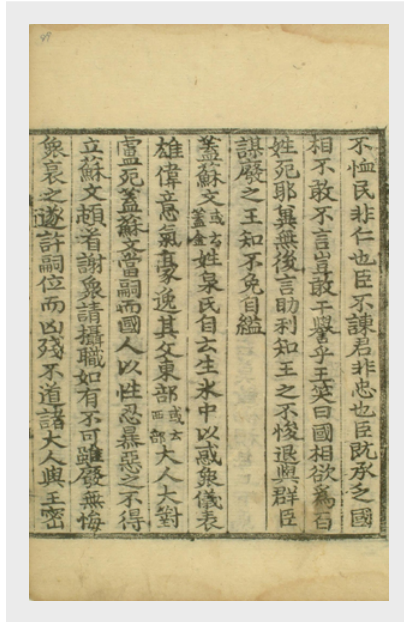 49
不恤民非仁也臣不諫君非忠也臣旣承乏國
相不敢不言豈敢干譽乎王笑曰國相欲爲百
姓死耶兾無後言助利知王之不悛退與群臣
謀廢之王知不免自縊
蓋蘇文或云蓋金姓泉氏自云生水中以惑衆儀表
雄偉意氣豪逸其父東部或云西部大人大對
盧死蓋蘇文當嗣而國人以性忍暴惡之不得
立蘇文頓首謝衆請攝職如有不可雖廢無悔
衆哀之遂許嗣位而凶殘不道諸大人與王密